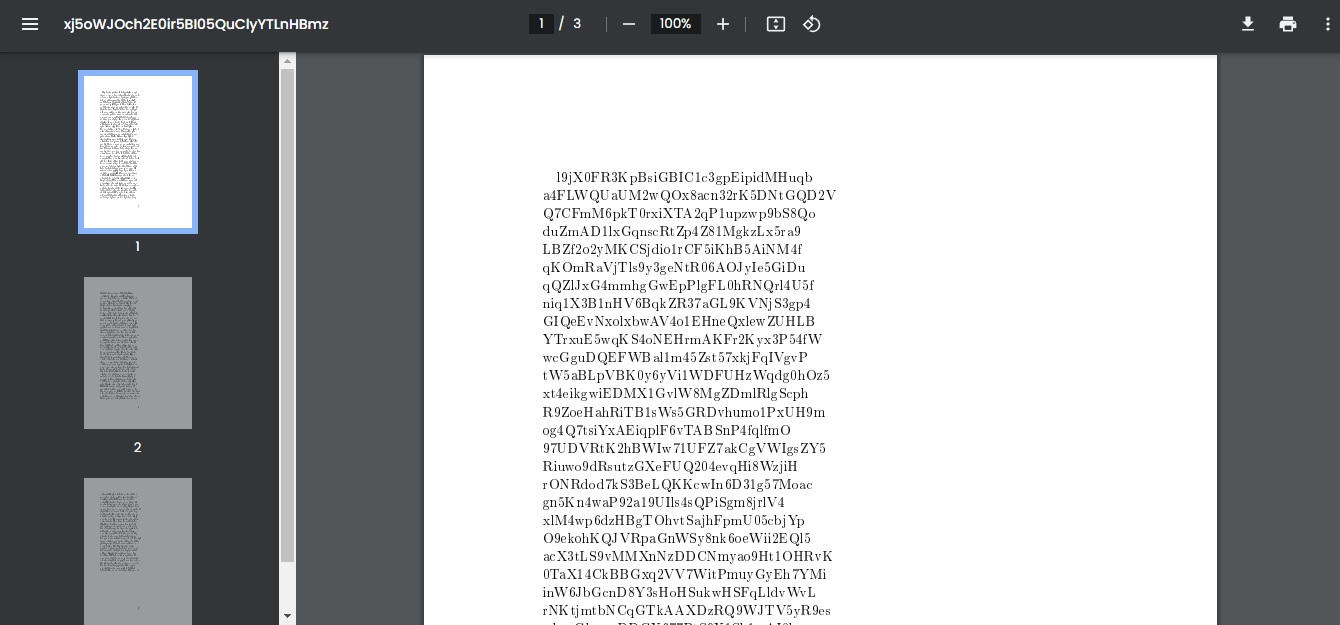 xj5oWJOch2E0ir5BI05QuClyYTLnHBmz
1 / 3
100%
l9jX0FR3KpBsiGBIC1c3gpEipidMHuqb
a4FLWQUaUM2wQOx8acn32rK5DNtGQD2V
Q7CFmM6pkT0rxiXTA2qP1upzwp9bS8Qo
duZmAD1lxGqnscRtZp4Z81MgkzLx5ra9
LBZf2o2yMKCSjdio1rCF5iKhB5AiNM4f
qKOmRaVjTls9y3geNtR06AOJyIe5GiDu
qQZlJxG4mmhgGwEpPlgFL0hRNQrl4U5f
niq1X3B1nHV6BqkZR37aGL9KVNjS3gp4
GIQeEvNxolxbwAV4o1EHneQxlewZUHLB
YTrxuE5wqKS4oNEHrmAKFr2Kyx3P54fW
wcGguDQEFWBal1m45Zst57xkjFqIVgvP
tW5aBLpVBK0y6yVi1WDFUHzWqdg0hOz5
xt4eikgwiEDMX1GvlW8MgZDmlRlgScph
R9ZoeHahRiTB1sWs5GRDvhumo1PxUH9m
og4Q7tsiYxAEiqplF6vTABSnP4fqlfmO
97UDVRtK2hBWIw71UFZ7akCgVWIgsZY5
Riuwo9dRsutzGXeFUQ204evqHi8WzjiH
rONRdod7kS3BeLQKKcwIn6D31g57Moac
gn5Kn4waP92a19UIls4sQPiSgm8jrlV4
xlM4wp6dzHBgTOhvtSajhFpmU05cbjYp
O9ekohKQJVRpaGnWSy8nk6oeWii2EQl5
acX3tLS9vMMXnNzDDCNmyao9Ht1OHRvK
0TaX14CkBBGxq2VV7WitPmuyGyEh7YMi
inW6JbGcnD8Y3sHoHSukwHSFqLldvWvL
rNKtjmtbNCqGTkAAXDzRQ9WJTV5yR9es
1
2